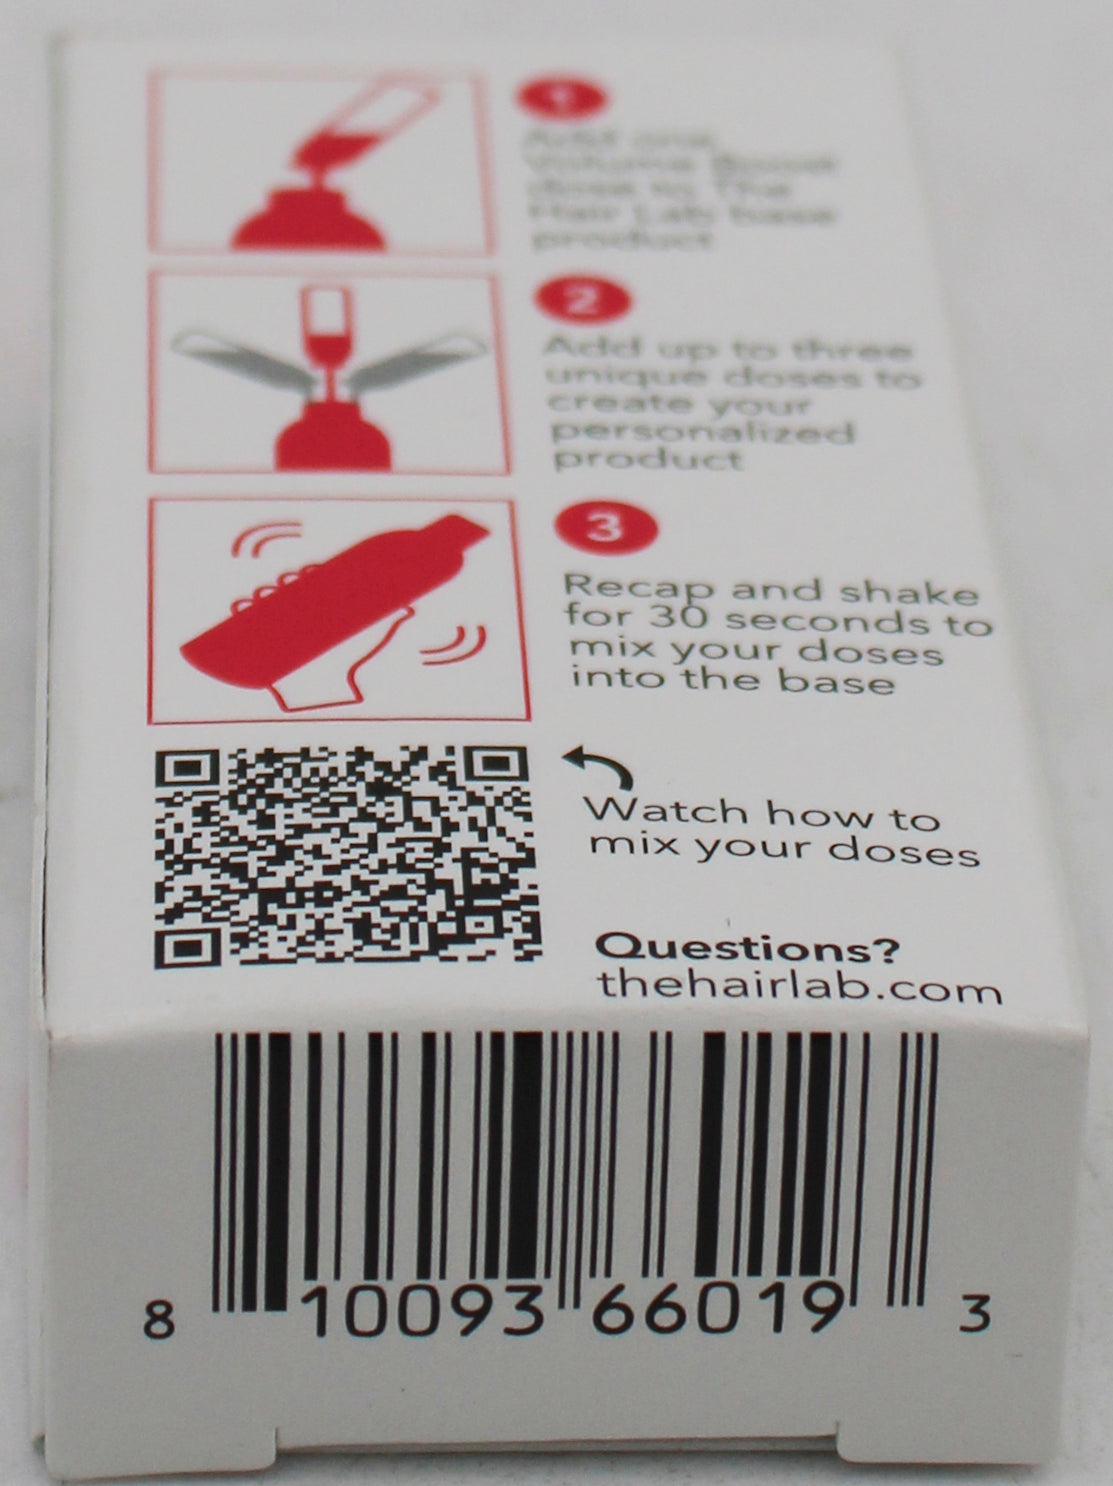 1
Add one
Volume Boost
dose to The
Hair Lab base
product
2
Add up to three
unique doses to
create your
personalized
product
3
Recap and shake
for 30 seconds to
mix your doses
into the base
Watch how to
mix your doses
Questions?
thehairlab.com
8 10093 66019 3